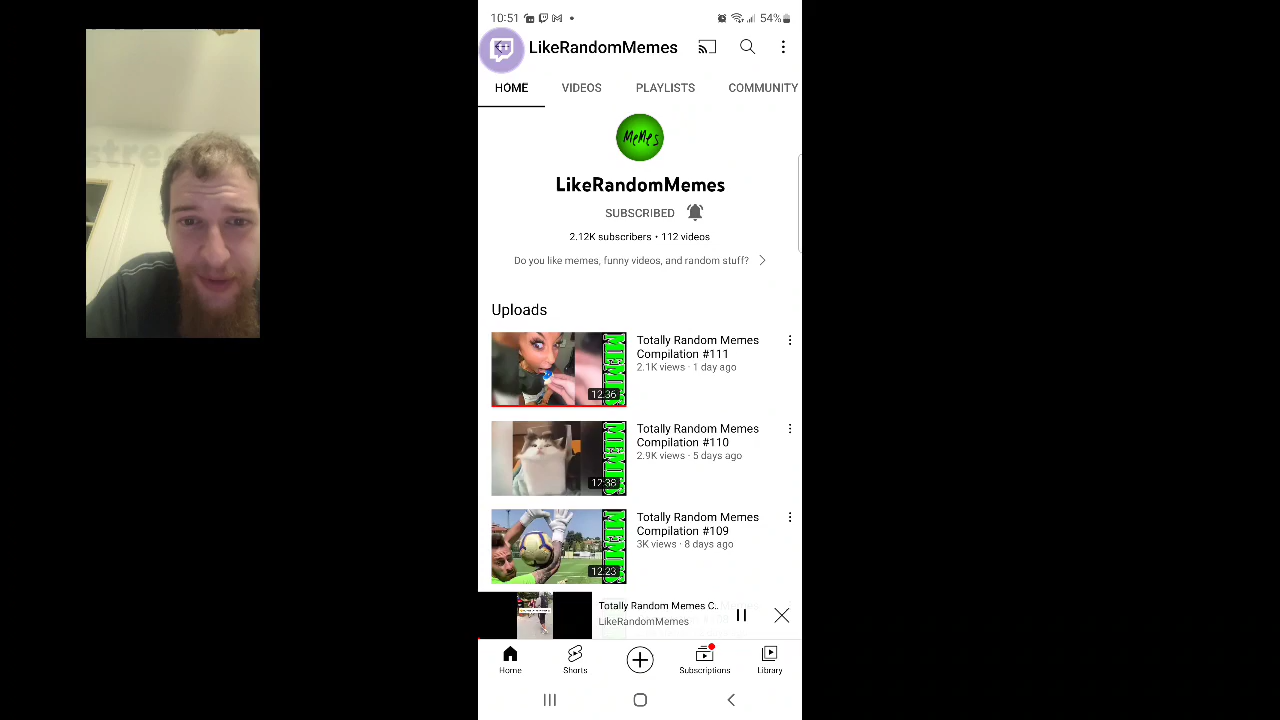 10:51
54%
LikeRandomMemes
HOME
VIDEOS
PLAYLISTS
COMMUNITY
Memes
LikeRandomMemes
SUBSCRIBED
2.12K subscribers • 112 videos
Do you like memes, funny videos, and random stuff?
Uploads
MEMES
12:36
Totally Random Memes
Compilation #111
2.1K views · 1 day ago
MEMES
12:38
Totally Random Memes
Compilation #110
2.9K views · 5 days ago
MEMES
12:23
Totally Random Memes
Compilation #109
3K views · 8 days ago
Totally Random Memes C..
LikeRandomMemes
Home
Shorts
Subscriptions
Library